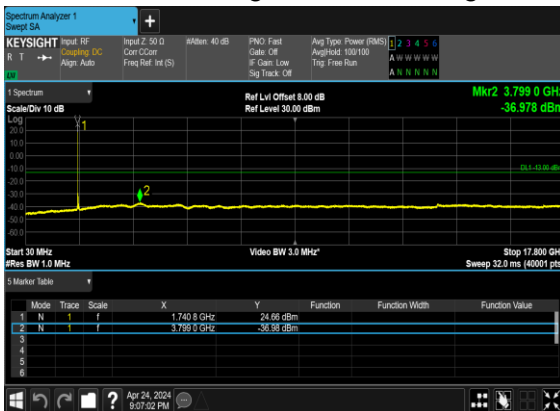 Spectrum Analyzer 1
Swept SA
KEYSIGHT
R T
LV
Input: RF
Coupling: DC
Align: Auto
Input Z: 50 Ω
Corr CCorr
Freq Ref: Int (S)
#Atten: 40 dB
PNO: Fast
Gate: Off
IF Gain: Low
Sig Track: Off
Avg Type: Power (RMS)
Avg|Hold: 100/100
Trig: Free Run
1 2 3 4 5 6
A W W W W W
A N N N N N
1 Spectrum
Scale/Div 10 dB
Ref Lvl Offset 8.00 dB
Ref Level 30.00 dBm
Mkr2 3.799 0 GHz
-36.978 dBm
Log
20.0
10.0
0.00
-10.0
-20.0
-30.0
-40.0
-50.0
-60.0
1
2
DL1 -13.00 dBm
Start 30 MHz
#Res BW 1.0 MHz
Video BW 3.0 MHz*
Stop 17.800 GHz
Sweep 32.0 ms (40001 pts)
5 Marker Table
Mode Trace Scale X Y Function Function Width Function Value
1 N 1 f 1.740 8 GHz 24.66 dBm
2 N 1 f 3.799 0 GHz -36.98 dBm
3
4
5
6
?
Apr 24, 2024
9:07:02 PM